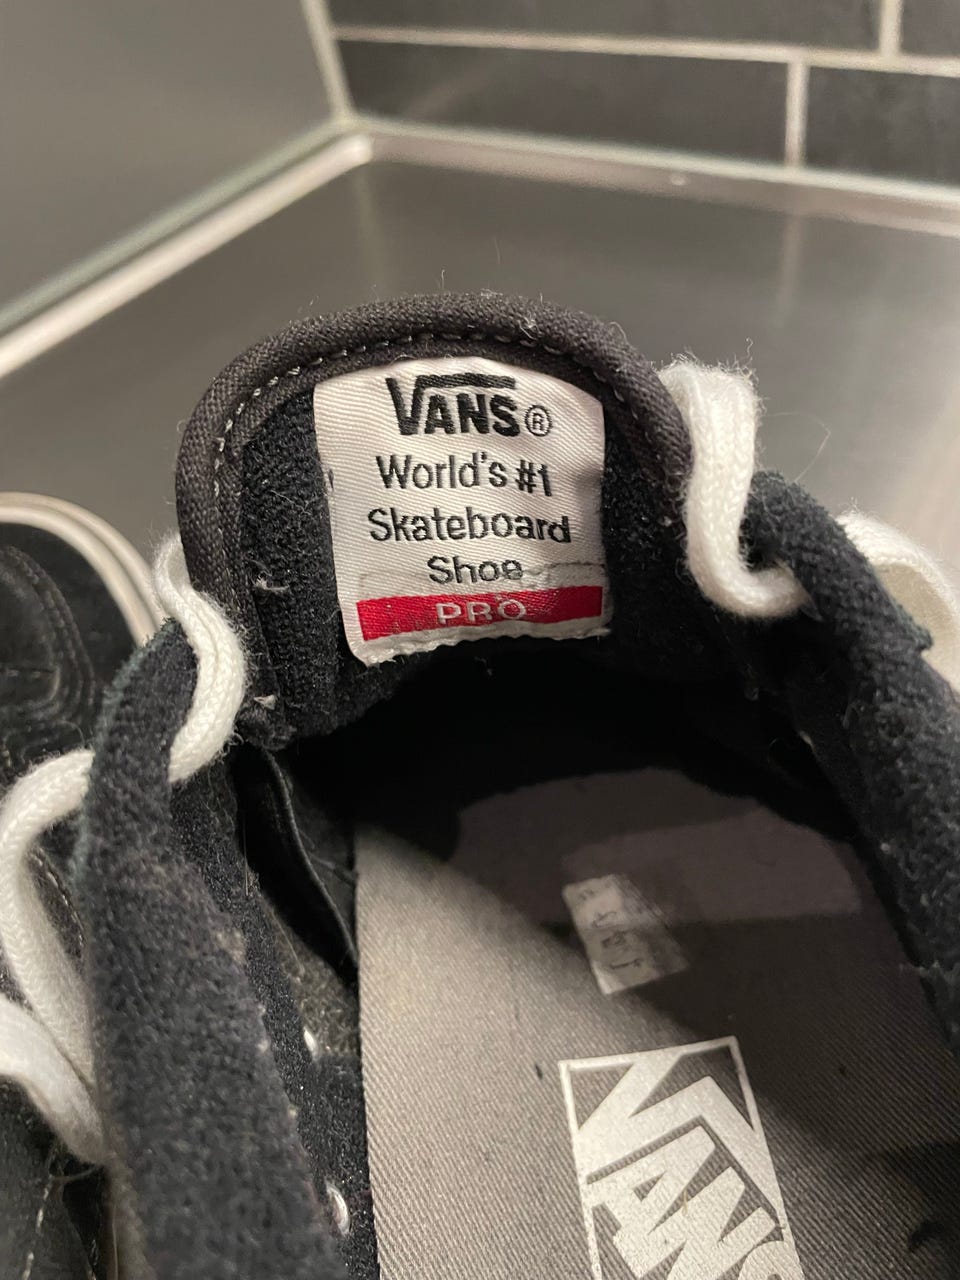 VANS®
World's #1
Skateboard
Shoe
PRO
VANS